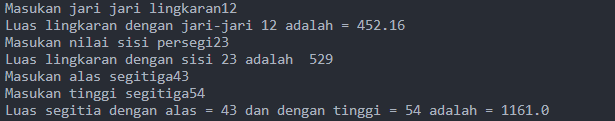 Masukan jari jari lingkaran12
Luas lingkaran dengan jari-jari 12 adalah = 452.16
Masukan nilai sisi persegi23
Luas lingkaran dengan sisi 23 adalah  529
Masukan alas segitiga43
Masukan tinggi segitiga54
Luas segitia dengan alas = 43 dan dengan tinggi = 54 adalah = 1161.0